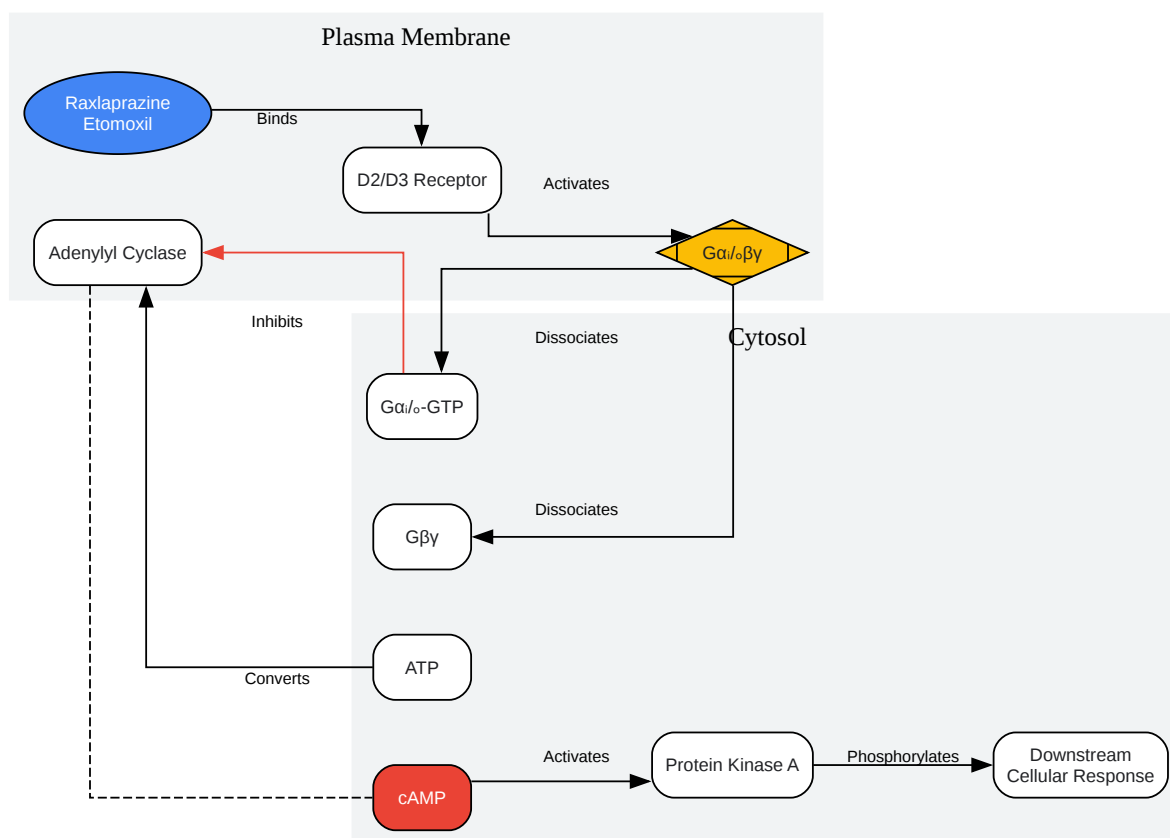 Plasma Membrane
Raxlaprazine
Etomoxil
Binds
D2/D3 Receptor
Activates
Adenylyl Cyclase
Gαᵢ/ₒβγ
Inhibits
Dissociates
Cytosol
Gαᵢ/ₒ-GTP
Dissociates
Gβγ
ATP
Converts
cAMP
Activates
Protein Kinase A
Phosphorylates
Downstream
Cellular Response